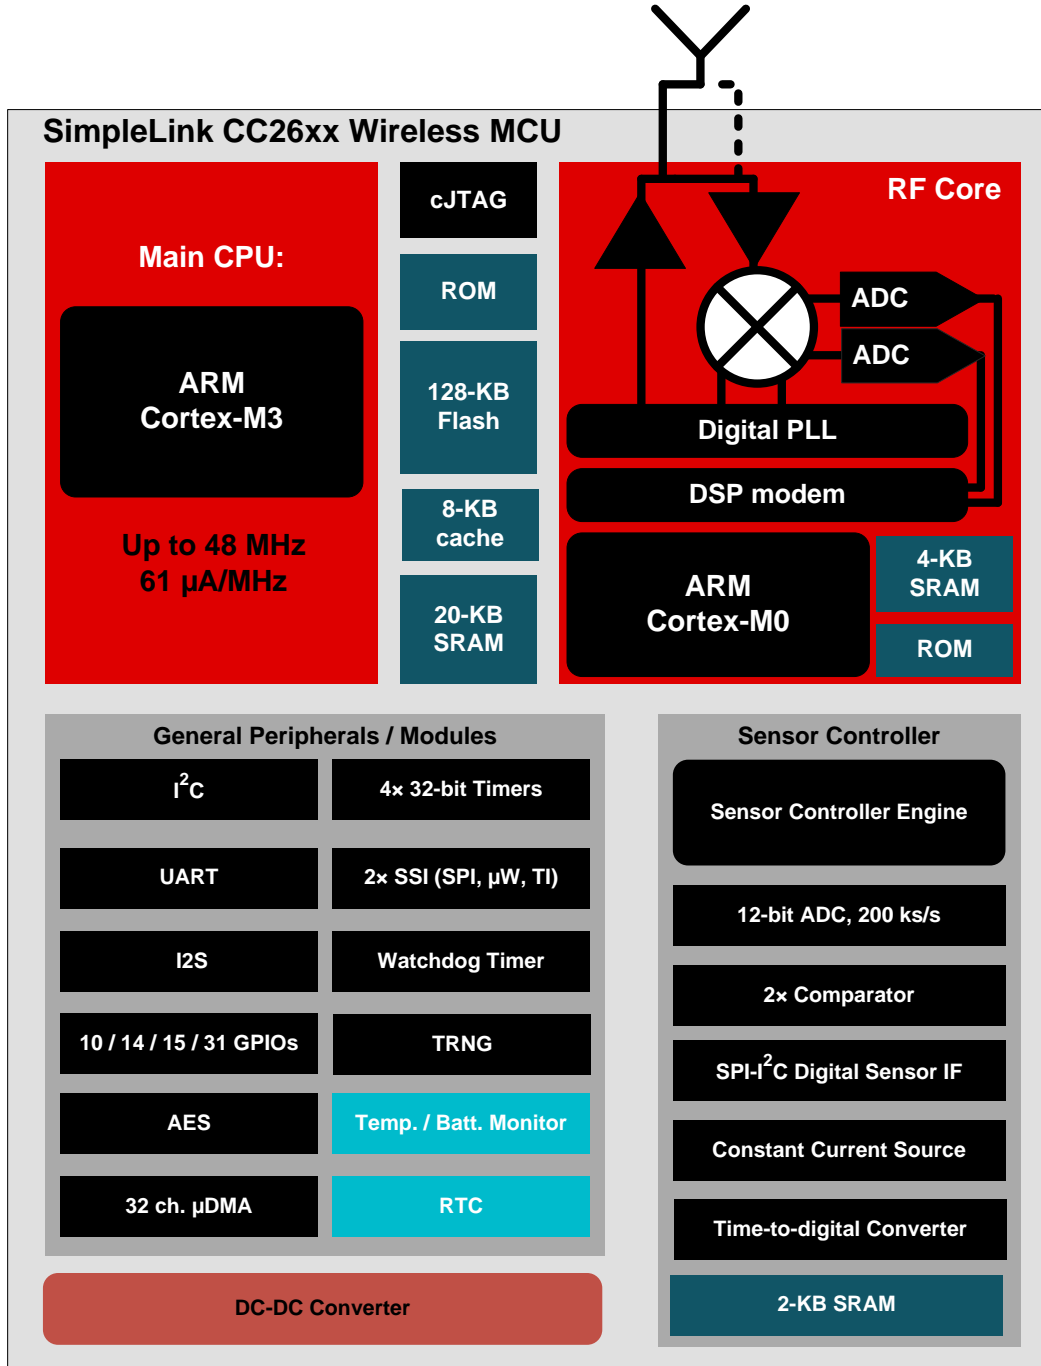 SimpleLink CC26xx Wireless MCU
Main CPU:
ARM
Cortex-M3
Up to 48 MHz
61 µA/MHz
cJTAG
ROM
128-KB
Flash
8-KB
cache
20-KB
SRAM
RF Core
ADC
ADC
Digital PLL
DSP modem
ARM
Cortex-M0
4-KB
SRAM
ROM
General Peripherals / Modules
I²C
4× 32-bit Timers
UART
2× SSI (SPI, µW, TI)
I2S
Watchdog Timer
10 / 14 / 15 / 31 GPIOs
TRNG
AES
Temp. / Batt. Monitor
32 ch. µDMA
RTC
Sensor Controller
Sensor Controller Engine
12-bit ADC, 200 ks/s
2× Comparator
SPI-I²C Digital Sensor IF
Constant Current Source
Time-to-digital Converter
2-KB SRAM
DC-DC Converter